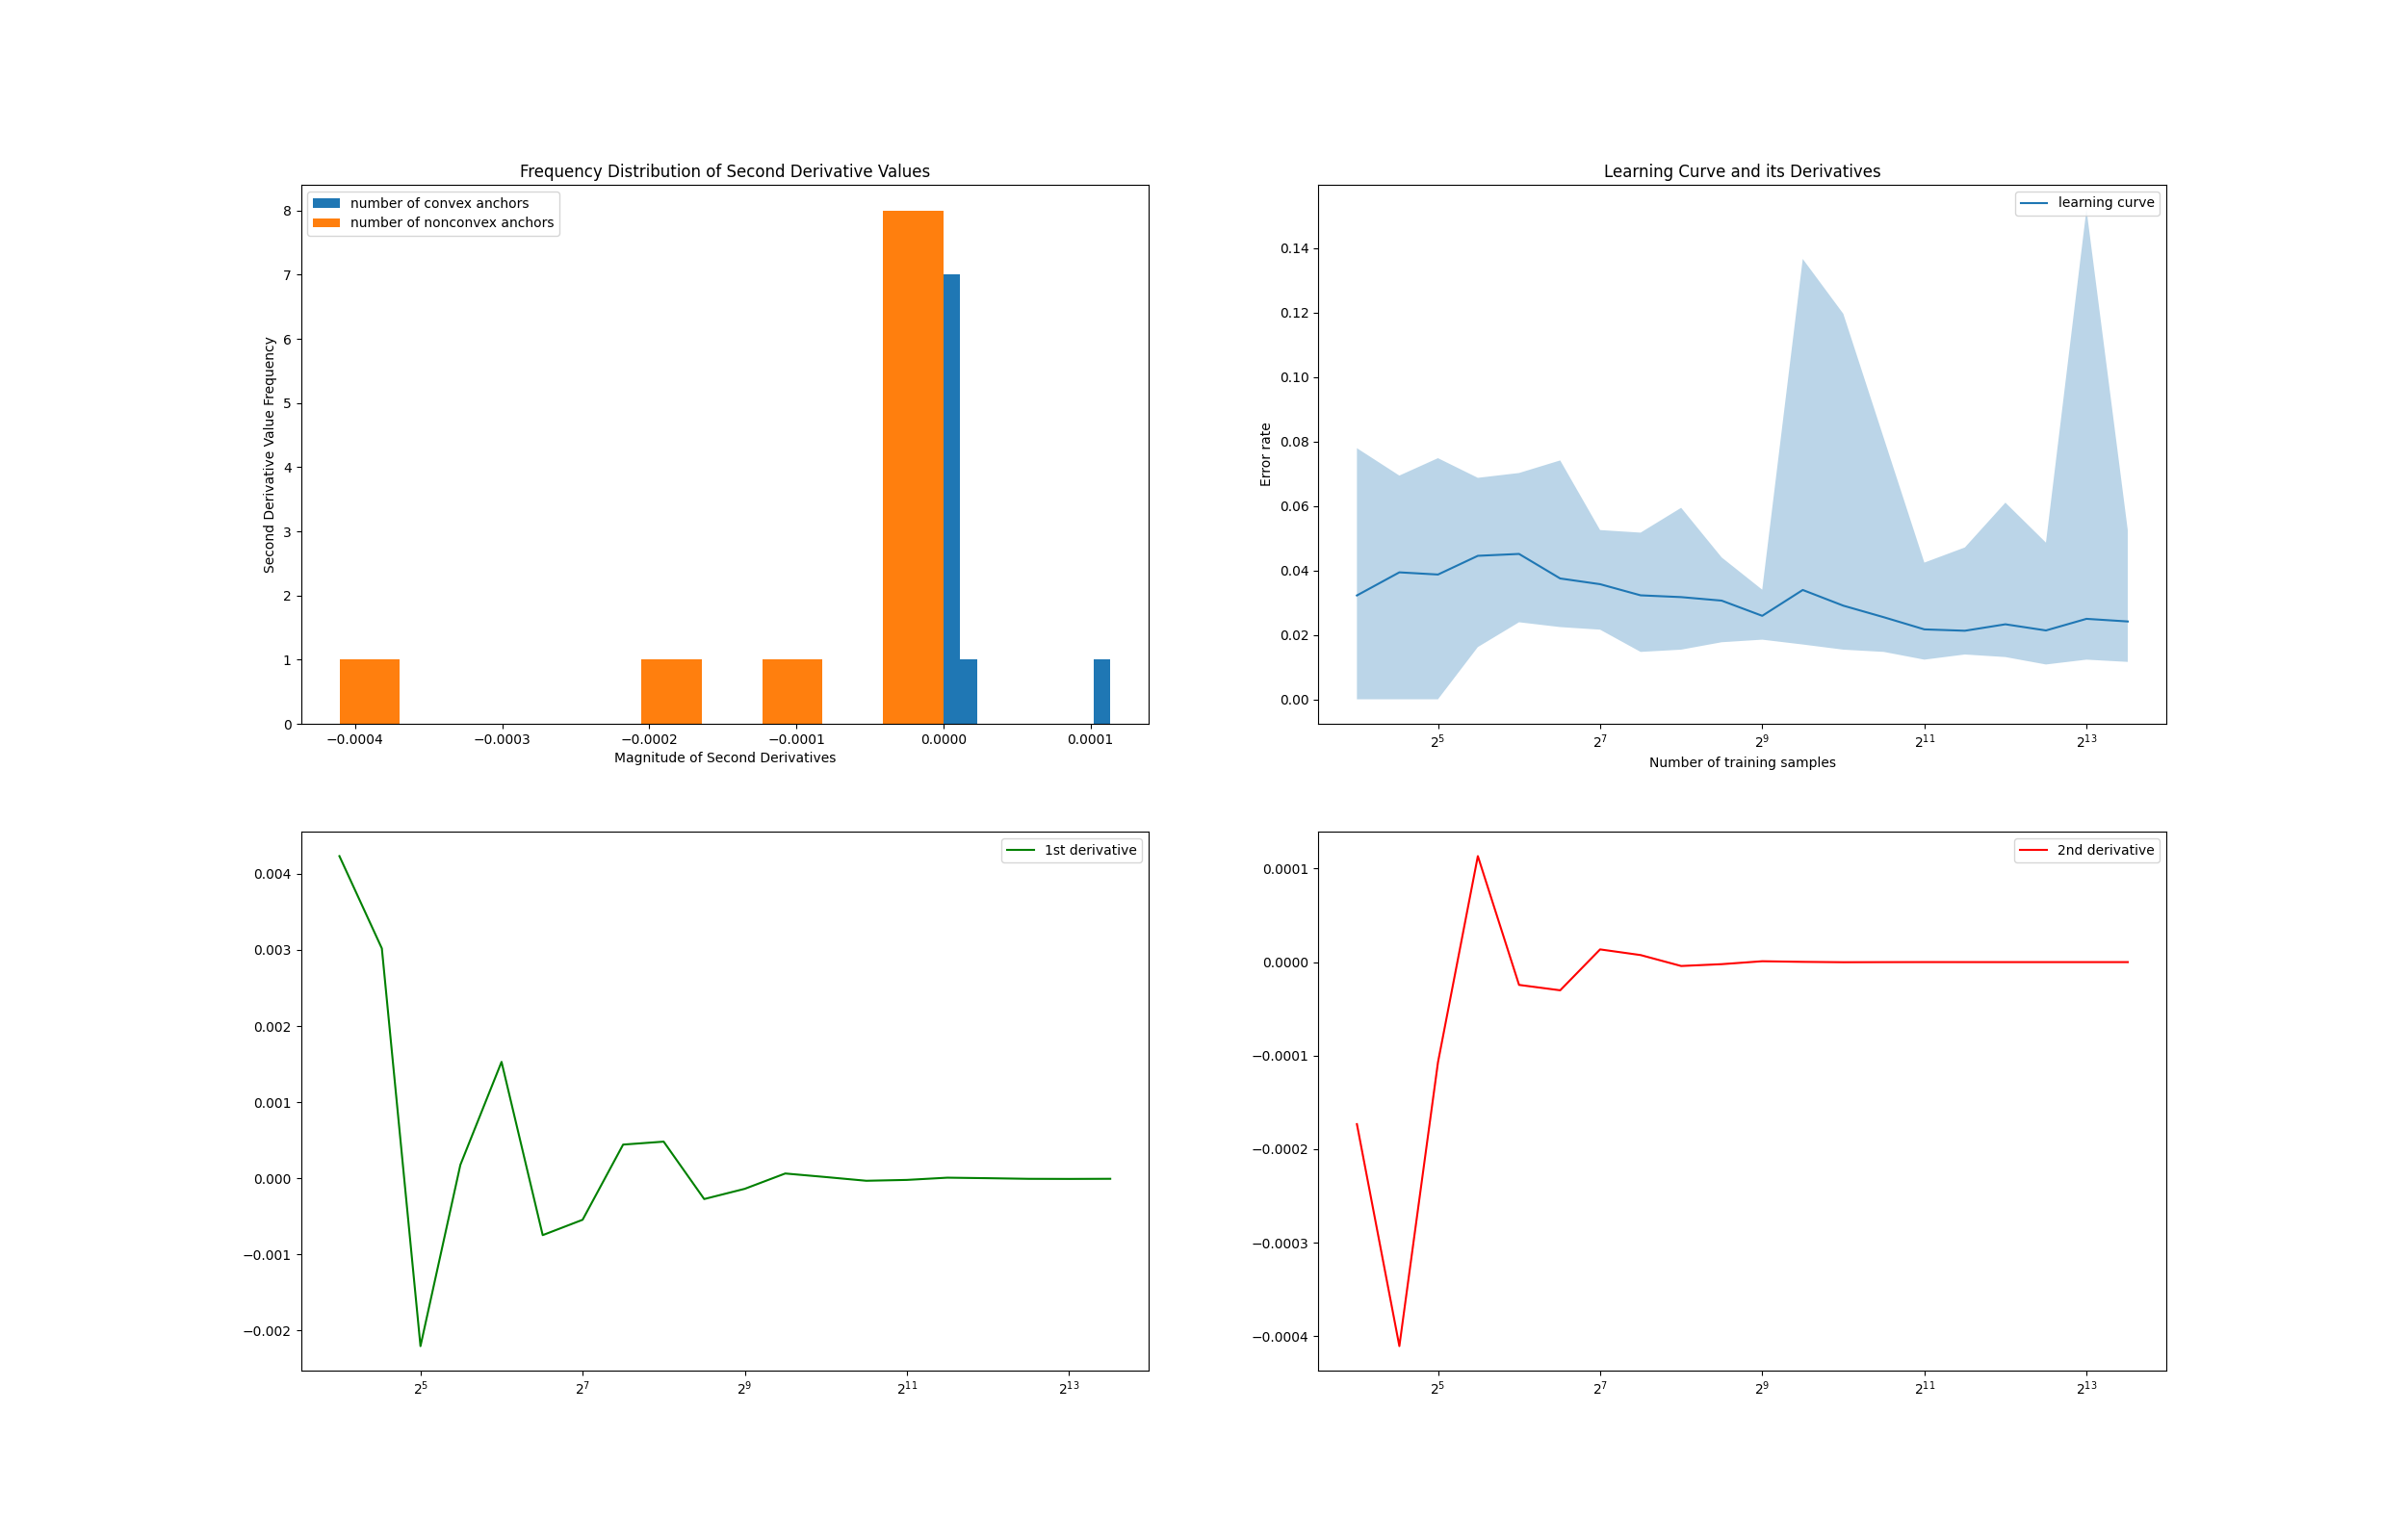 Frequency Distribution of Second Derivative Values
number of convex anchors
number of nonconvex anchors
Second Derivative Value Frequency
8
7
6
5
4
3
2
1
0
−0.0004 −0.0003 −0.0002 −0.0001 0.0000 0.0001
Magnitude of Second Derivatives
Learning Curve and its Derivatives
learning curve
Error rate
0.14
0.12
0.10
0.08
0.06
0.04
0.02
0.00
2⁵ 2⁷ 2⁹ 2¹¹ 2¹³
Number of training samples
1st derivative
0.004
0.003
0.002
0.001
0.000
−0.001
−0.002
2⁵ 2⁷ 2⁹ 2¹¹ 2¹³
2nd derivative
0.0001
0.0000
−0.0001
−0.0002
−0.0003
−0.0004
2⁵ 2⁷ 2⁹ 2¹¹ 2¹³